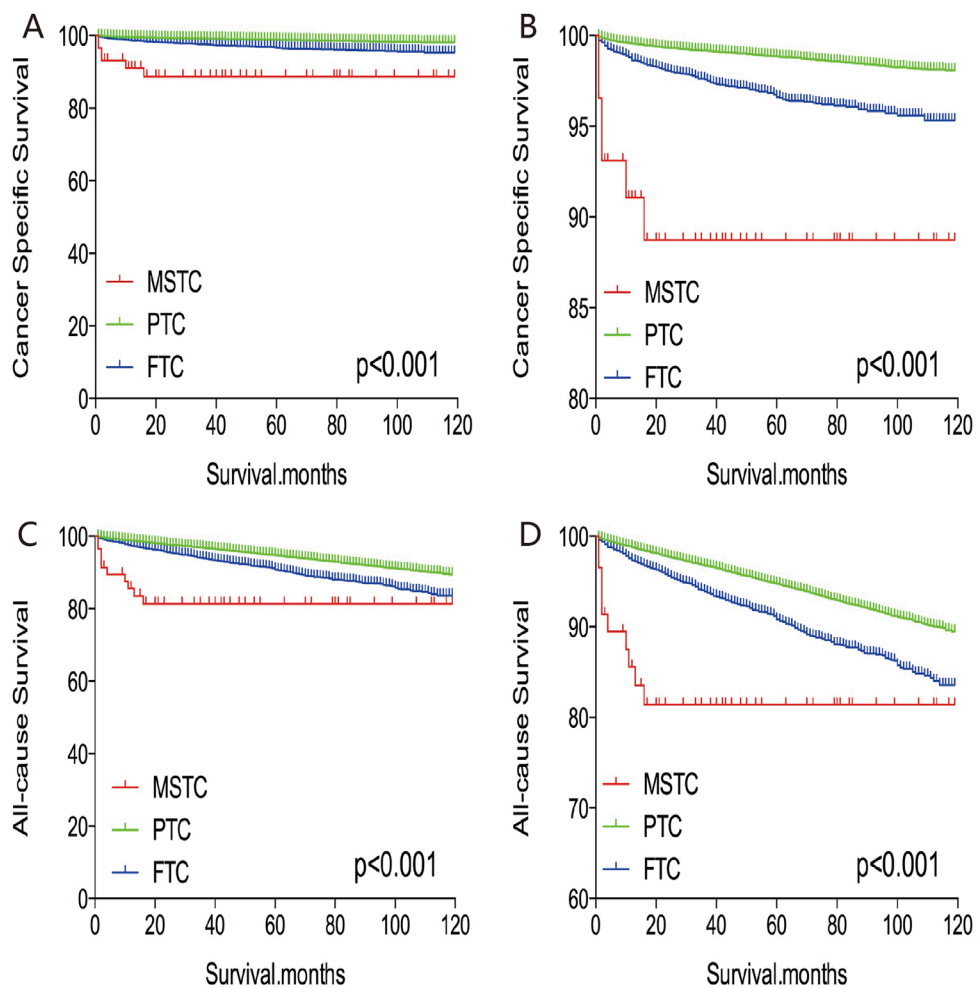 A
Cancer Specific Survival
100
80
60
40
20
0
MSTC
PTC
FTC
p<0.001
0 20 40 60 80 100 120
Survival.months
B
Cancer Specific Survival
100
95
90
85
80
MSTC
PTC
FTC
p<0.001
0 20 40 60 80 100 120
Survival.months
C
All-cause Survival
100
80
60
40
20
0
MSTC
PTC
FTC
p<0.001
0 20 40 60 80 100 120
Survival.months
D
All-cause Survival
100
90
80
70
60
MSTC
PTC
FTC
p<0.001
0 20 40 60 80 100 120
Survival.months